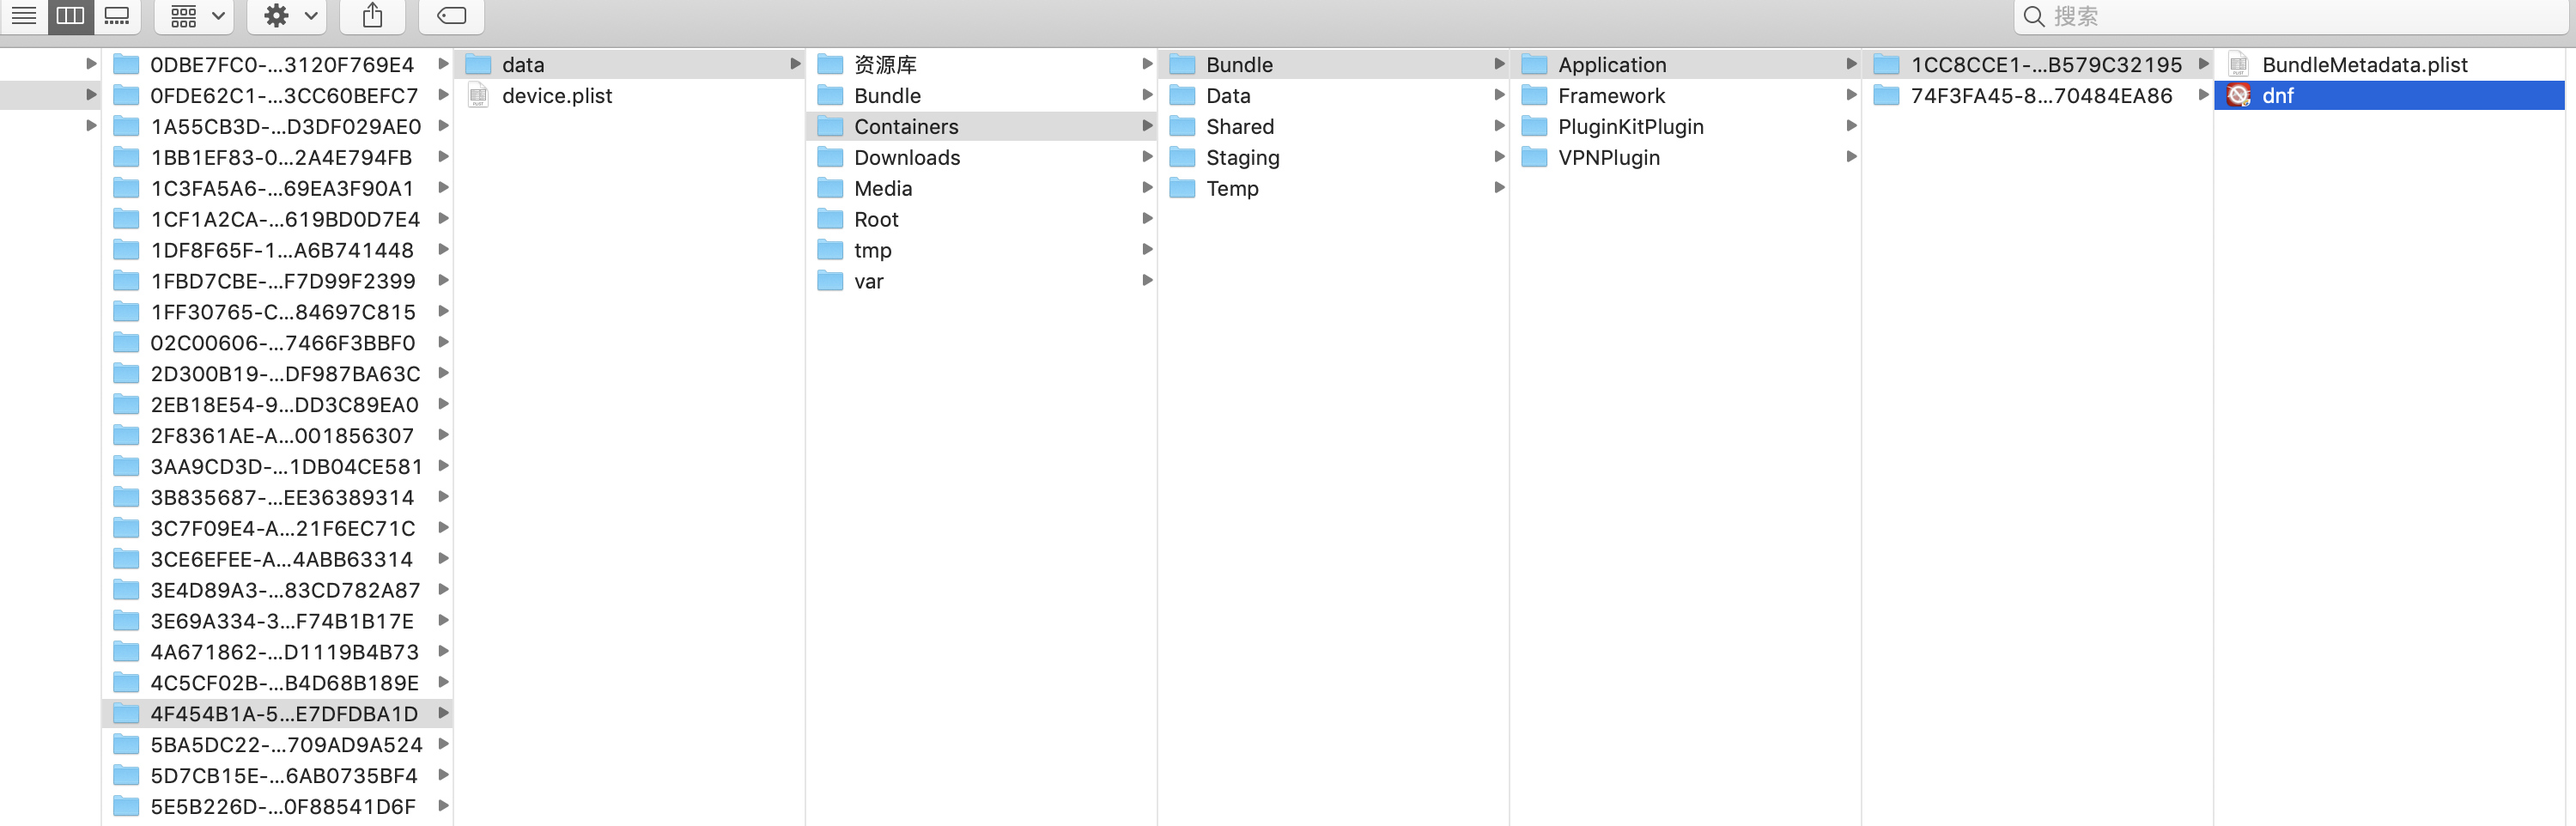 搜索
0DBE7FC0-...3120F769E4
0FDE62C1-...3CC60BEFC7
1A55CB3D-...D3DF029AE0
1BB1EF83-0...2A4E794FB
1C3FA5A6-...69EA3F90A1
1CF1A2CA-...619BD0D7E4
1DF8F65F-1...A6B741448
1FBD7CBE-...F7D99F2399
1FF30765-C...84697C815
02C00606-...7466F3BBF0
2D300B19-...DF987BA63C
2EB18E54-9...DD3C89EA0
2F8361AE-A...001856307
3AA9CD3D-...1DB04CE581
3B835687-...EE36389314
3C7F09E4-A...21F6EC71C
3CE6EFEE-A...4ABB63314
3E4D89A3-...83CD782A87
3E69A334-3...F74B1B17E
4A671862-...D1119B4B73
4C5CF02B-...B4D68B189E
4F454B1A-5...E7DFDBA1D
5BA5DC22-...709AD9A524
5D7CB15E-...6AB0735BF4
5E5B226D-...0F88541D6F
data
device.plist
资源库
Bundle
Containers
Downloads
Media
Root
tmp
var
Bundle
Data
Shared
Staging
Temp
Application
Framework
PluginKitPlugin
VPNPlugin
1CC8CCE1-...B579C32195
74F3FA45-8...70484EA86
BundleMetadata.plist
dnf